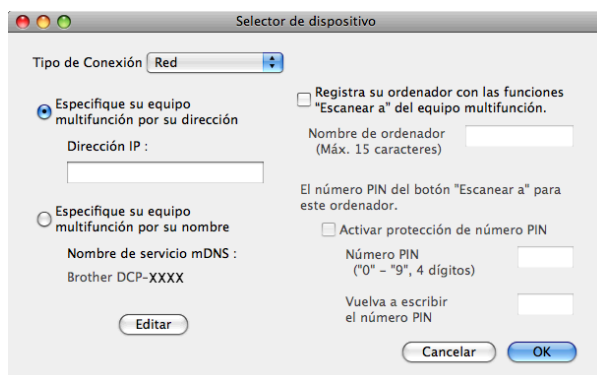 Selector de dispositivo
Tipo de Conexión Red
Especifique su equipo
multifunción por su dirección
Dirección IP :
Especifique su equipo
multifunción por su nombre
Nombre de servicio mDNS :
Brother DCP-XXXX
Editar
Registra su ordenador con las funciones
"Escanear a" del equipo multifunción.
Nombre de ordenador
(Máx. 15 caracteres)
El número PIN del botón "Escanear a" para
este ordenador.
Activar protección de número PIN
Número PIN
("0" – "9", 4 dígitos)
Vuelva a escribir
el número PIN
Cancelar
OK